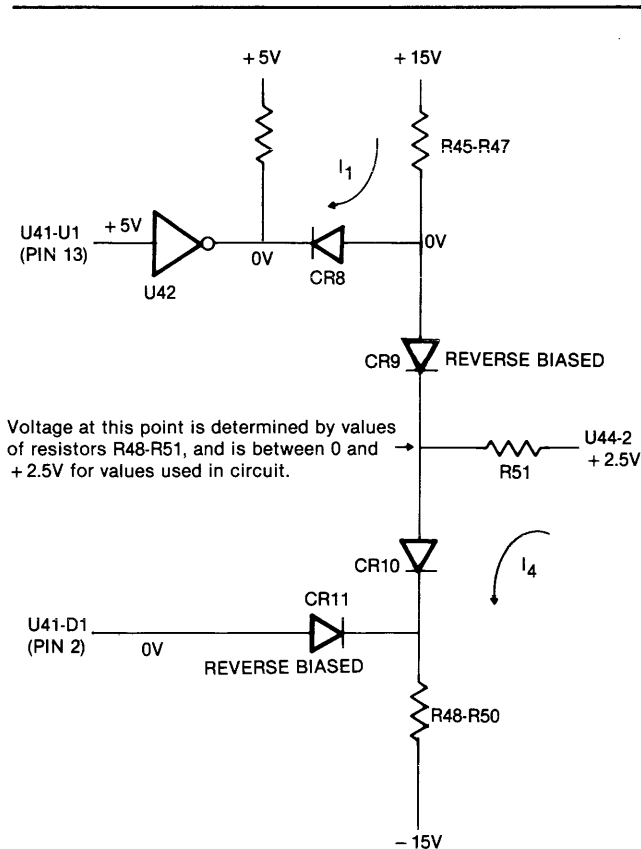 +5V
+15V
R45-R47
I1
U41-U1
(PIN 13)
+5V
U42
0V
CR8
0V
CR9
REVERSE BIASED
Voltage at this point is determined by values
of resistors R48-R51, and is between 0 and
+2.5V for values used in circuit.
U44-2
+2.5V
R51
CR10
I4
CR11
U41-D1
(PIN 2)
0V
REVERSE BIASED
R48-R50
−15V